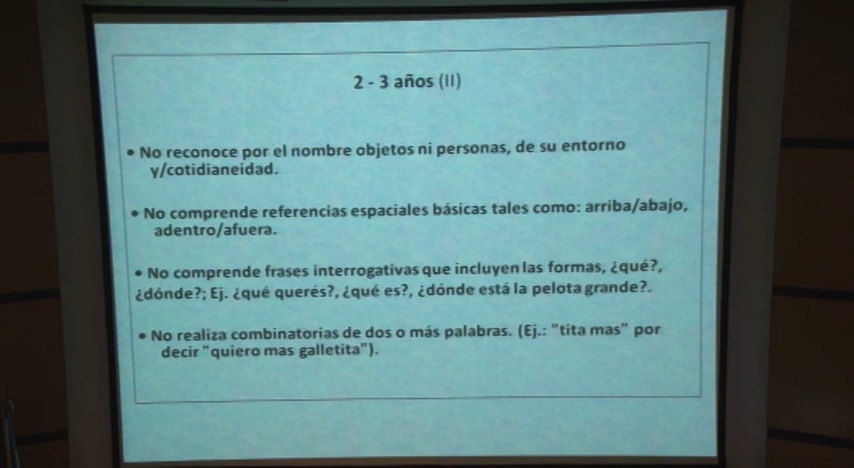 2 - 3 años (II)
• No reconoce por el nombre objetos ni personas, de su entorno
y/cotidianeidad.
• No comprende referencias espaciales básicas tales como: arriba/abajo,
adentro/afuera.
• No comprende frases interrogativas que incluyen las formas, ¿qué?,
¿dónde?; Ej. ¿qué querés?, ¿qué es?, ¿dónde está la pelota grande?.
• No realiza combinatorias de dos o más palabras. (Ej.: "tita mas" por
decir "quiero mas galletita").